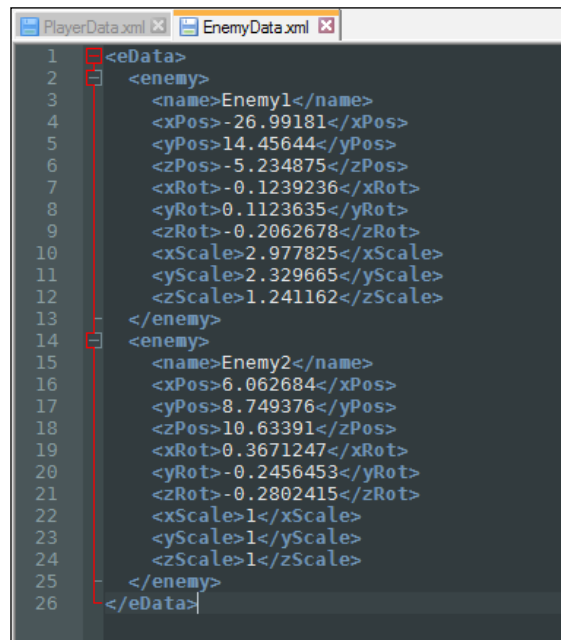 PlayerData.xml EnemyData.xml
1 <eData>
2 <enemy>
3 <name>Enemy1</name>
4 <xPos>-26.99181</xPos>
5 <yPos>14.45644</yPos>
6 <zPos>-5.234875</zPos>
7 <xRot>-0.1239236</xRot>
8 <yRot>0.1123635</yRot>
9 <zRot>-0.2062678</zRot>
10 <xScale>2.977825</xScale>
11 <yScale>2.329665</yScale>
12 <zScale>1.241162</zScale>
13 </enemy>
14 <enemy>
15 <name>Enemy2</name>
16 <xPos>6.062684</xPos>
17 <yPos>8.749376</yPos>
18 <zPos>10.63391</zPos>
19 <xRot>0.3671247</xRot>
20 <yRot>-0.2456453</yRot>
21 <zRot>-0.2802415</zRot>
22 <xScale>1</xScale>
23 <yScale>1</yScale>
24 <zScale>1</zScale>
25 </enemy>
26 </eData>